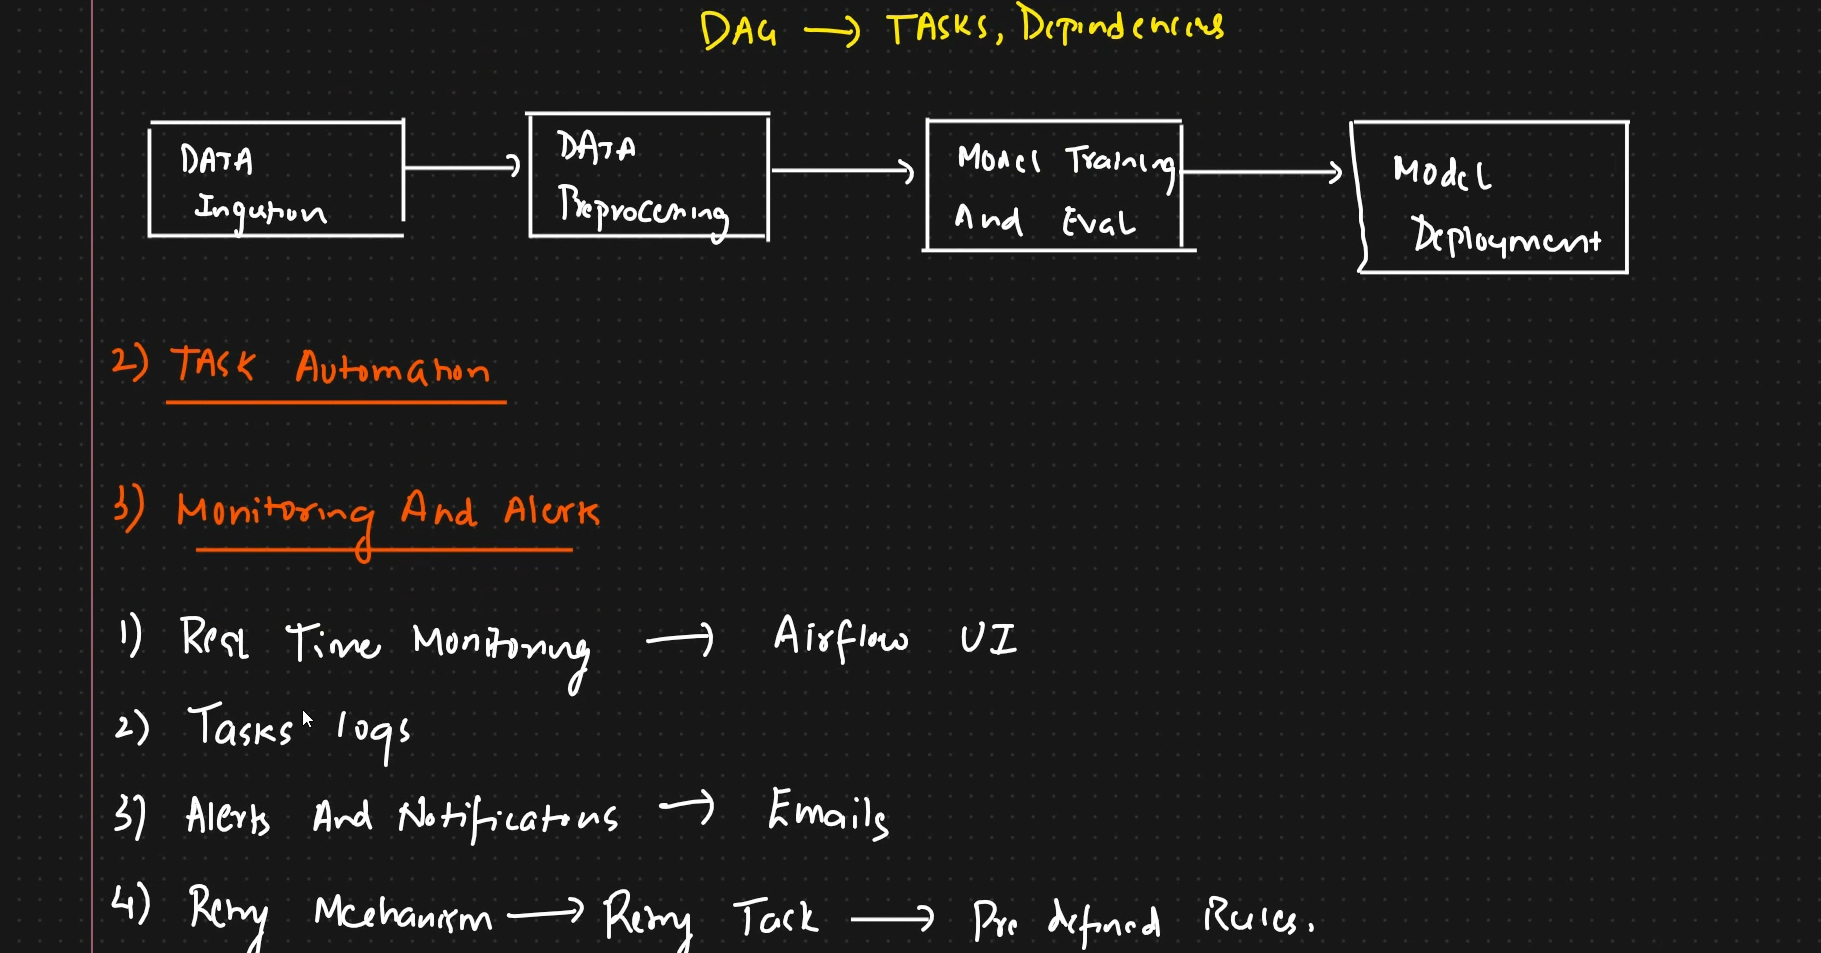 DAG → TASKS, Dependencies
DATA
Ingestion
DATA
Preprocessing
Model Training
And Eval
Model
Deployment
2) TASK Automation
3) Monitoring And Alerts
1) Real Time Monitoring → Airflow UI
2) Tasks logs
3) Alerts And Notifications → Emails
4) Retry Mechanism → Retry Task → Pre defined Rules.